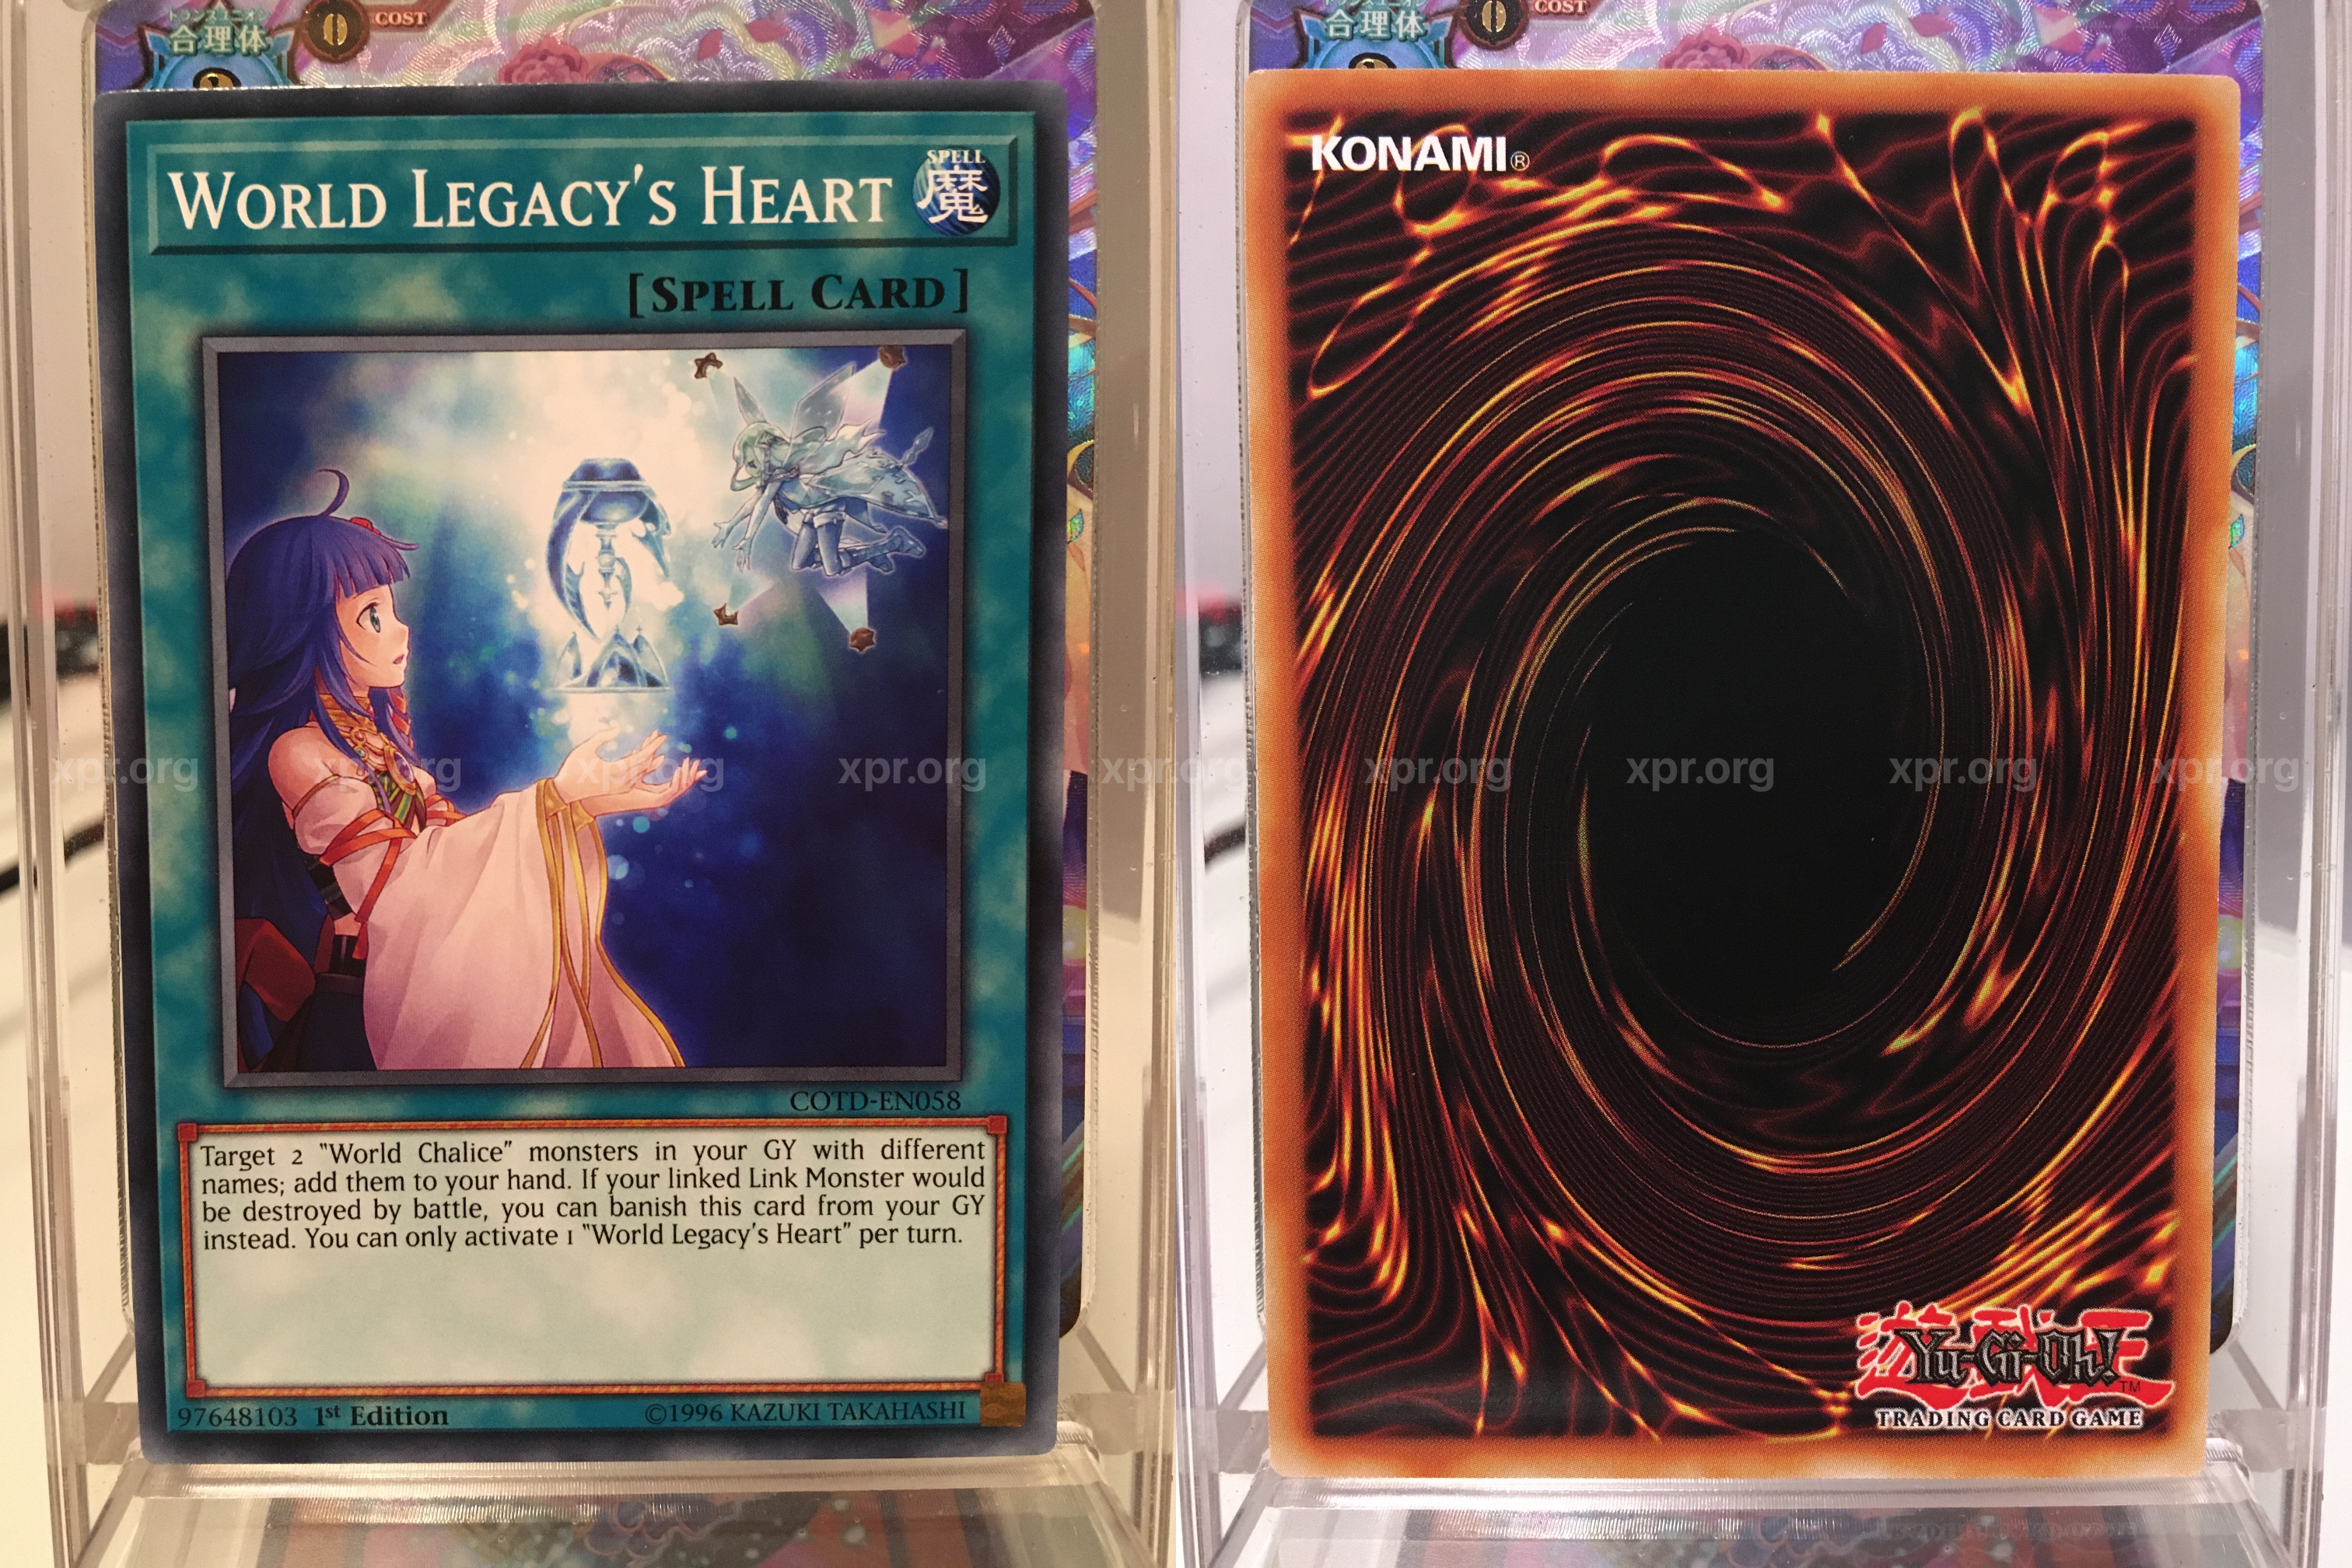 合理体
0 COST
WORLD LEGACY'S HEART
SPELL
魔
[SPELL CARD]
COTD-EN058
Target 2 "World Chalice" monsters in your GY with different
names; add them to your hand. If your linked Link Monster would
be destroyed by battle, you can banish this card from your GY
instead. You can only activate 1 "World Legacy's Heart" per turn.
97648103 1st Edition
©1996 KAZUKI TAKAHASHI
合理体
0 COST
KONAMI®
遊戯王
Yu-Gi-Oh!
TM
TRADING CARD GAME
xpr.org xpr.org xpr.org xpr.org xpr.org xpr.org xpr.org xpr.org xpr.org